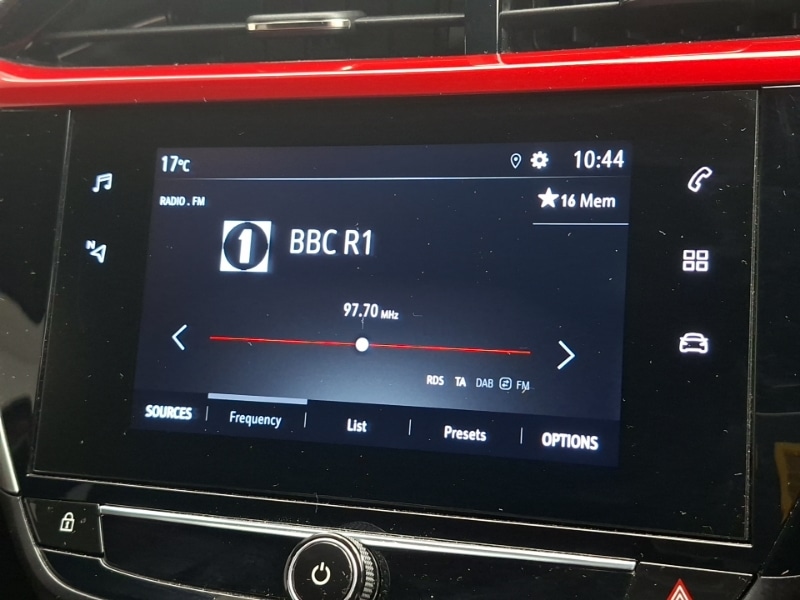 17°C 10:44
RADIO . FM
16 Mem
1 BBC R1
97.70 MHz
RDS TA DAB FM
SOURCES Frequency List Presets OPTIONS
N